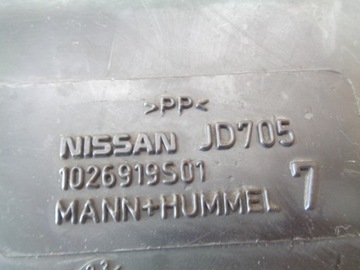 >PP<
NISSAN JD705
1026919S01
MANN+HUMMEL 7